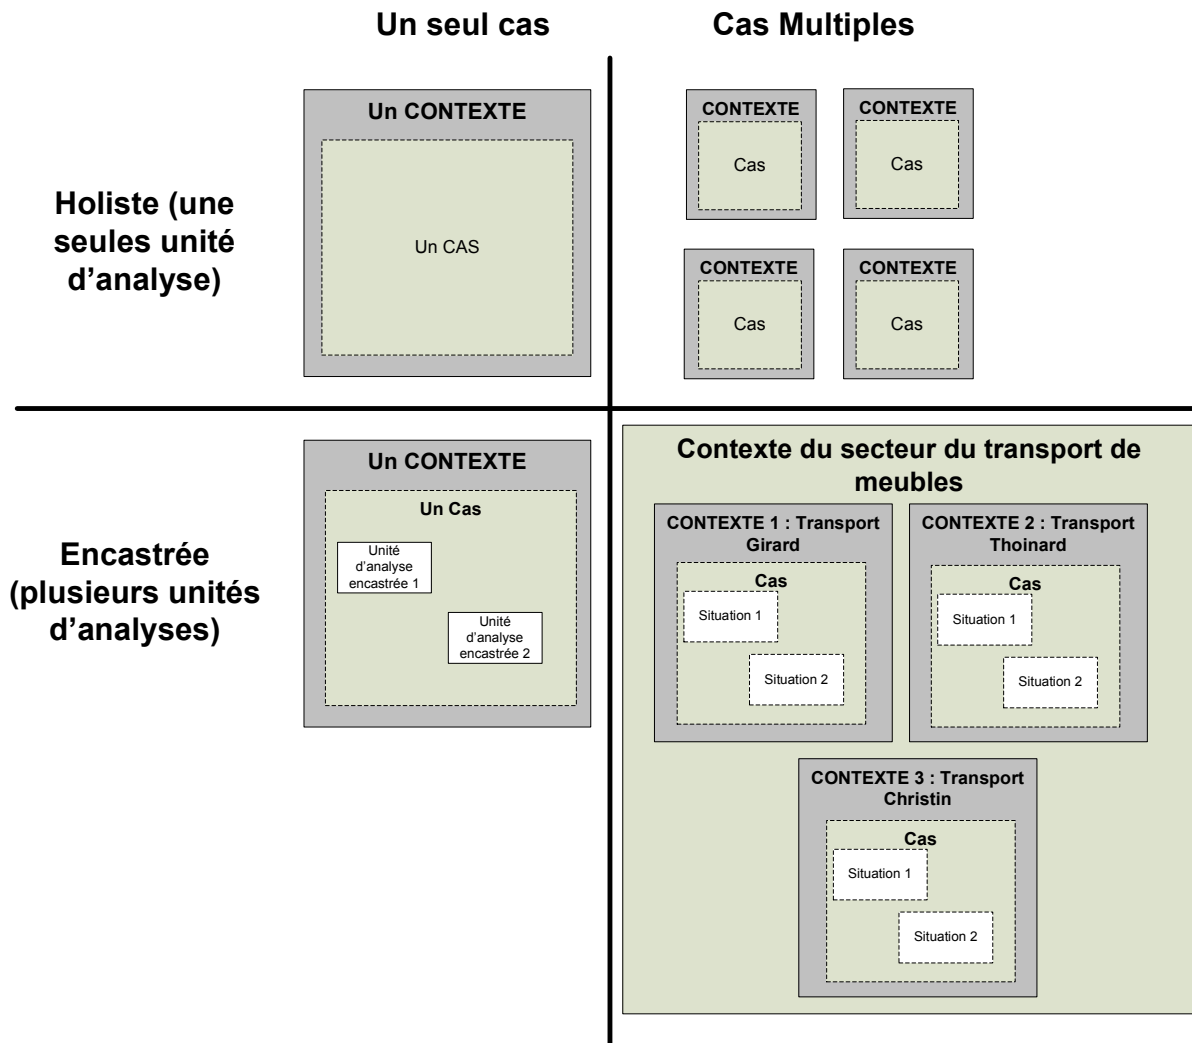 Un seul cas
Cas Multiples
Holiste (une
seules unité
d'analyse)
Un CONTEXTE
Un CAS
CONTEXTE
Cas
CONTEXTE
Cas
CONTEXTE
Cas
CONTEXTE
Cas
Encastrée
(plusieurs unités
d'analyses)
Un CONTEXTE
Un Cas
Unité
d'analyse
encastrée 1
Unité
d'analyse
encastrée 2
Contexte du secteur du transport de
meubles
CONTEXTE 1 : Transport
Girard
Cas
Situation 1
Situation 2
CONTEXTE 2 : Transport
Thoinard
Cas
Situation 1
Situation 2
CONTEXTE 3 : Transport
Christin
Cas
Situation 1
Situation 2